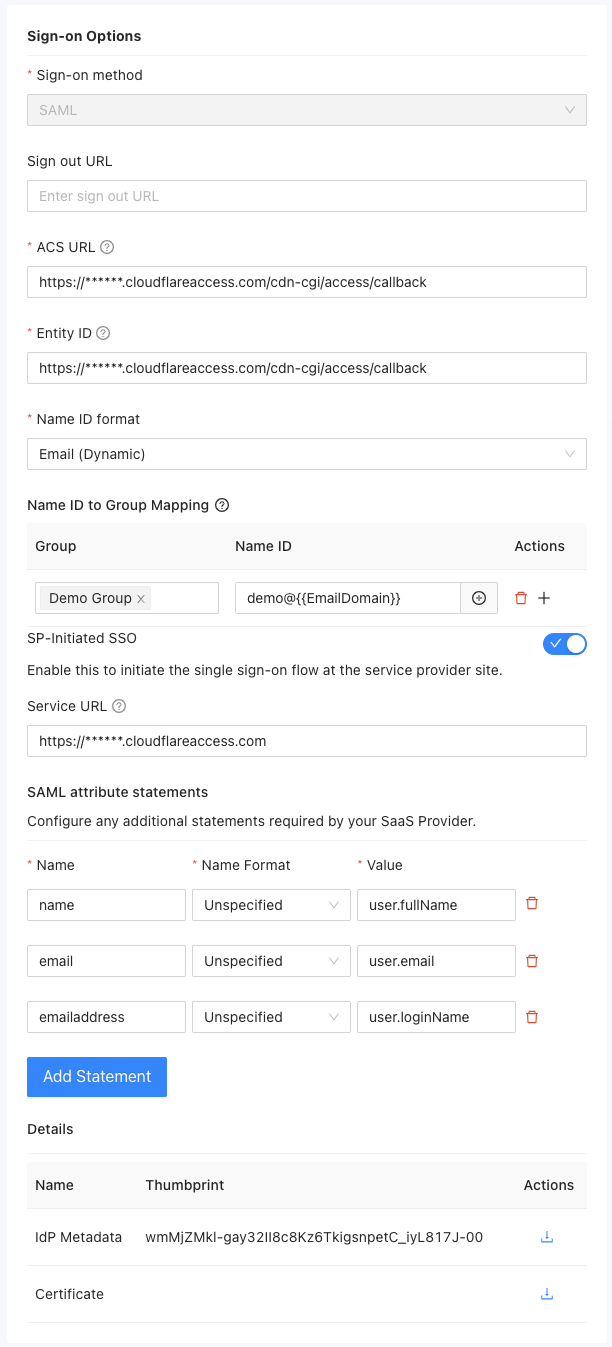 Sign-on Options
* Sign-on method
SAML
Sign out URL
Enter sign out URL
* ACS URL
https://******.cloudflareaccess.com/cdn-cgi/access/callback
* Entity ID
https://******.cloudflareaccess.com/cdn-cgi/access/callback
* Name ID format
Email (Dynamic)
Name ID to Group Mapping
Group Name ID Actions
Demo Group demo@{{EmailDomain}}
SP-Initiated SSO
Enable this to initiate the single sign-on flow at the service provider site.
Service URL
https://******.cloudflareaccess.com
SAML attribute statements
Configure any additional statements required by your SaaS Provider.
* Name * Name Format * Value
name Unspecified user.fullName
email Unspecified user.email
emailaddress Unspecified user.loginName
Add Statement
Details
Name Thumbprint Actions
IdP Metadata wmMjZMkl-gay32Il8c8Kz6TkigsnpetC_iyL817J-00
Certificate